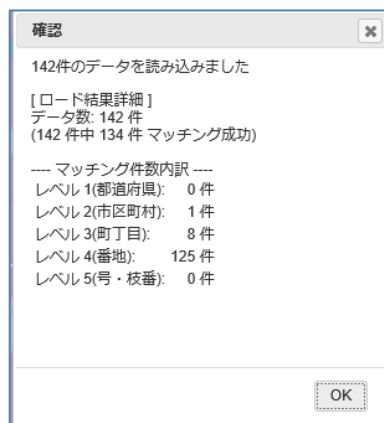 確認
142件のデータを読み込みました
[ ロード結果詳細 ]
データ数: 142 件
(142 件中 134 件 マッチング成功)
---- マッチング件数内訳 ----
レベル 1(都道府県): 0 件
レベル 2(市区町村): 1 件
レベル 3(町丁目): 8 件
レベル 4(番地): 125 件
レベル 5(号・枝番): 0 件
OK